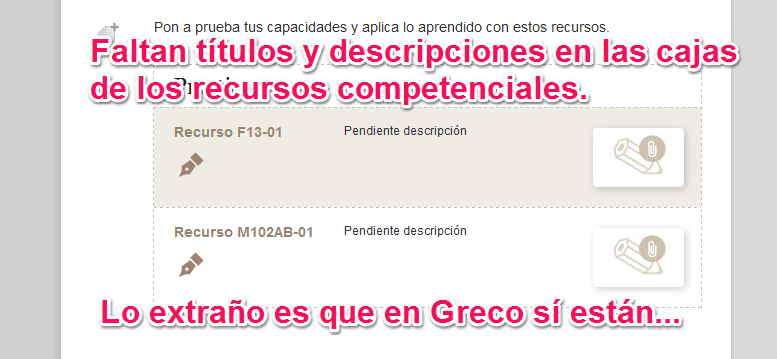 Pon a prueba tus capacidades y aplica lo aprendido con estos recursos.
Faltan títulos y descripciones en las cajas
de los recursos competenciales.
Recurso F13-01 Pendiente descripción
Recurso M102AB-01 Pendiente descripción
Lo extraño es que en Greco sí están...